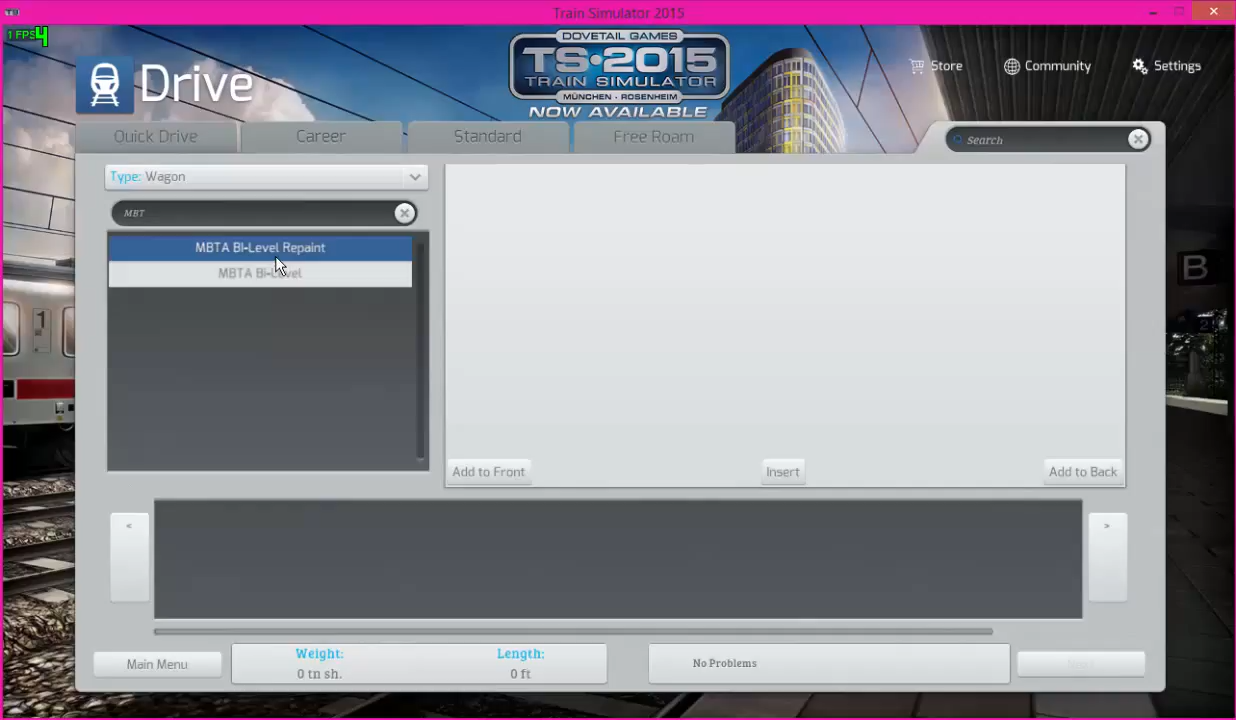 Train Simulator 2015
1 FPS 4
DOVETAIL GAMES
TS·2015
TRAIN SIMULATOR
MÜNCHEN · ROSENHEIM
NOW AVAILABLE
Drive
Store
Community
Settings
Quick Drive
Career
Standard
Free Roam
Search
Type: Wagon
MBT
MBTA Bi-Level Repaint
MBTA Bi-Level
1
B
Add to Front
Insert
Add to Back
<
>
Main Menu
Weight:
0 tn sh.
Length:
0 ft
No Problems